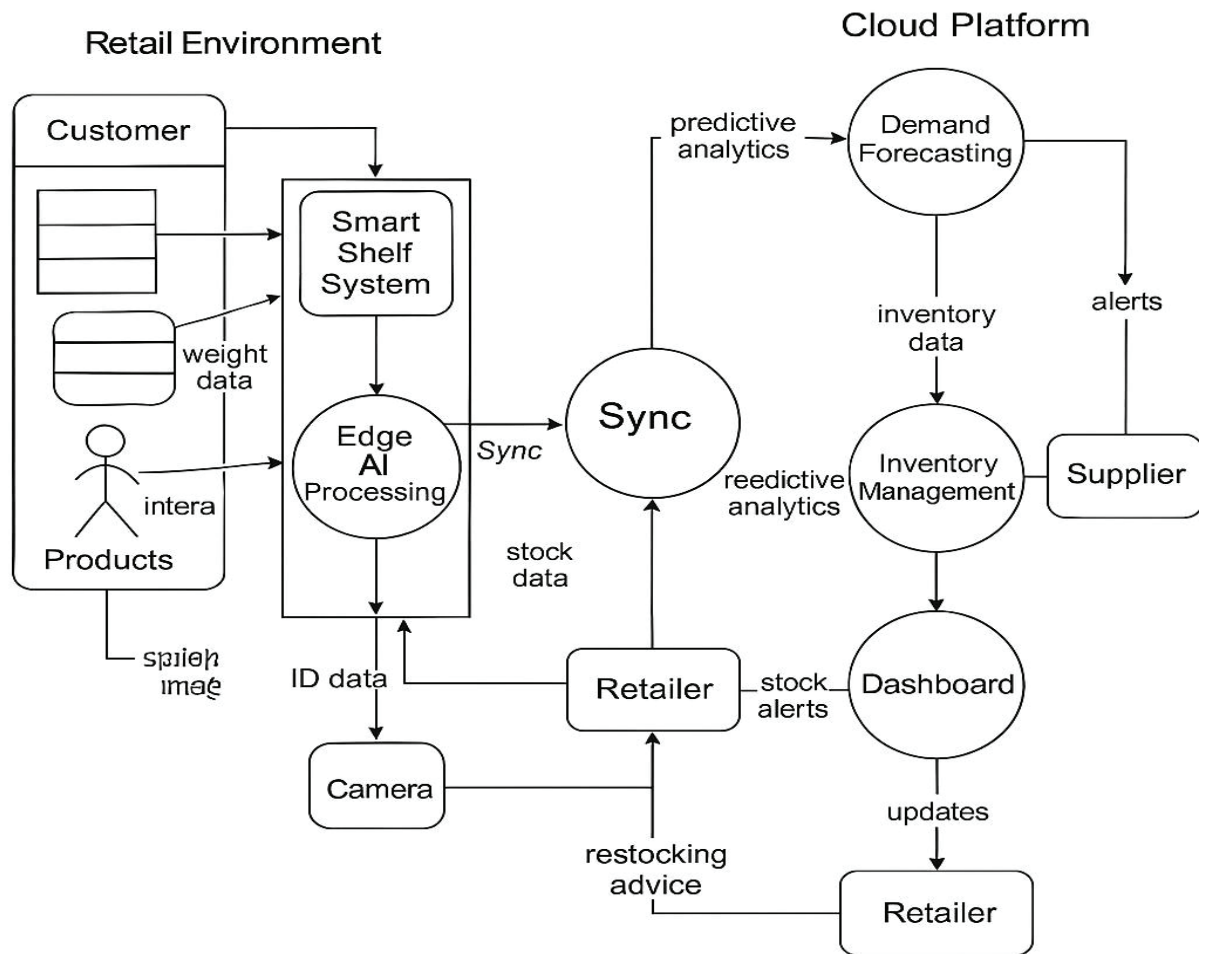 Retail Environment
Cloud Platform
Customer
weight
data
intera
Products
Smart
Shelf
System
Edge
AI
Processing
Sync
Sync
predictive
analytics
Demand
Forecasting
inventory
data
alerts
reedictive
analytics
Inventory
Management
Supplier
stock
data
ID data
Retailer
stock
alerts
Dashboard
Camera
restocking
advice
updates
Retailer